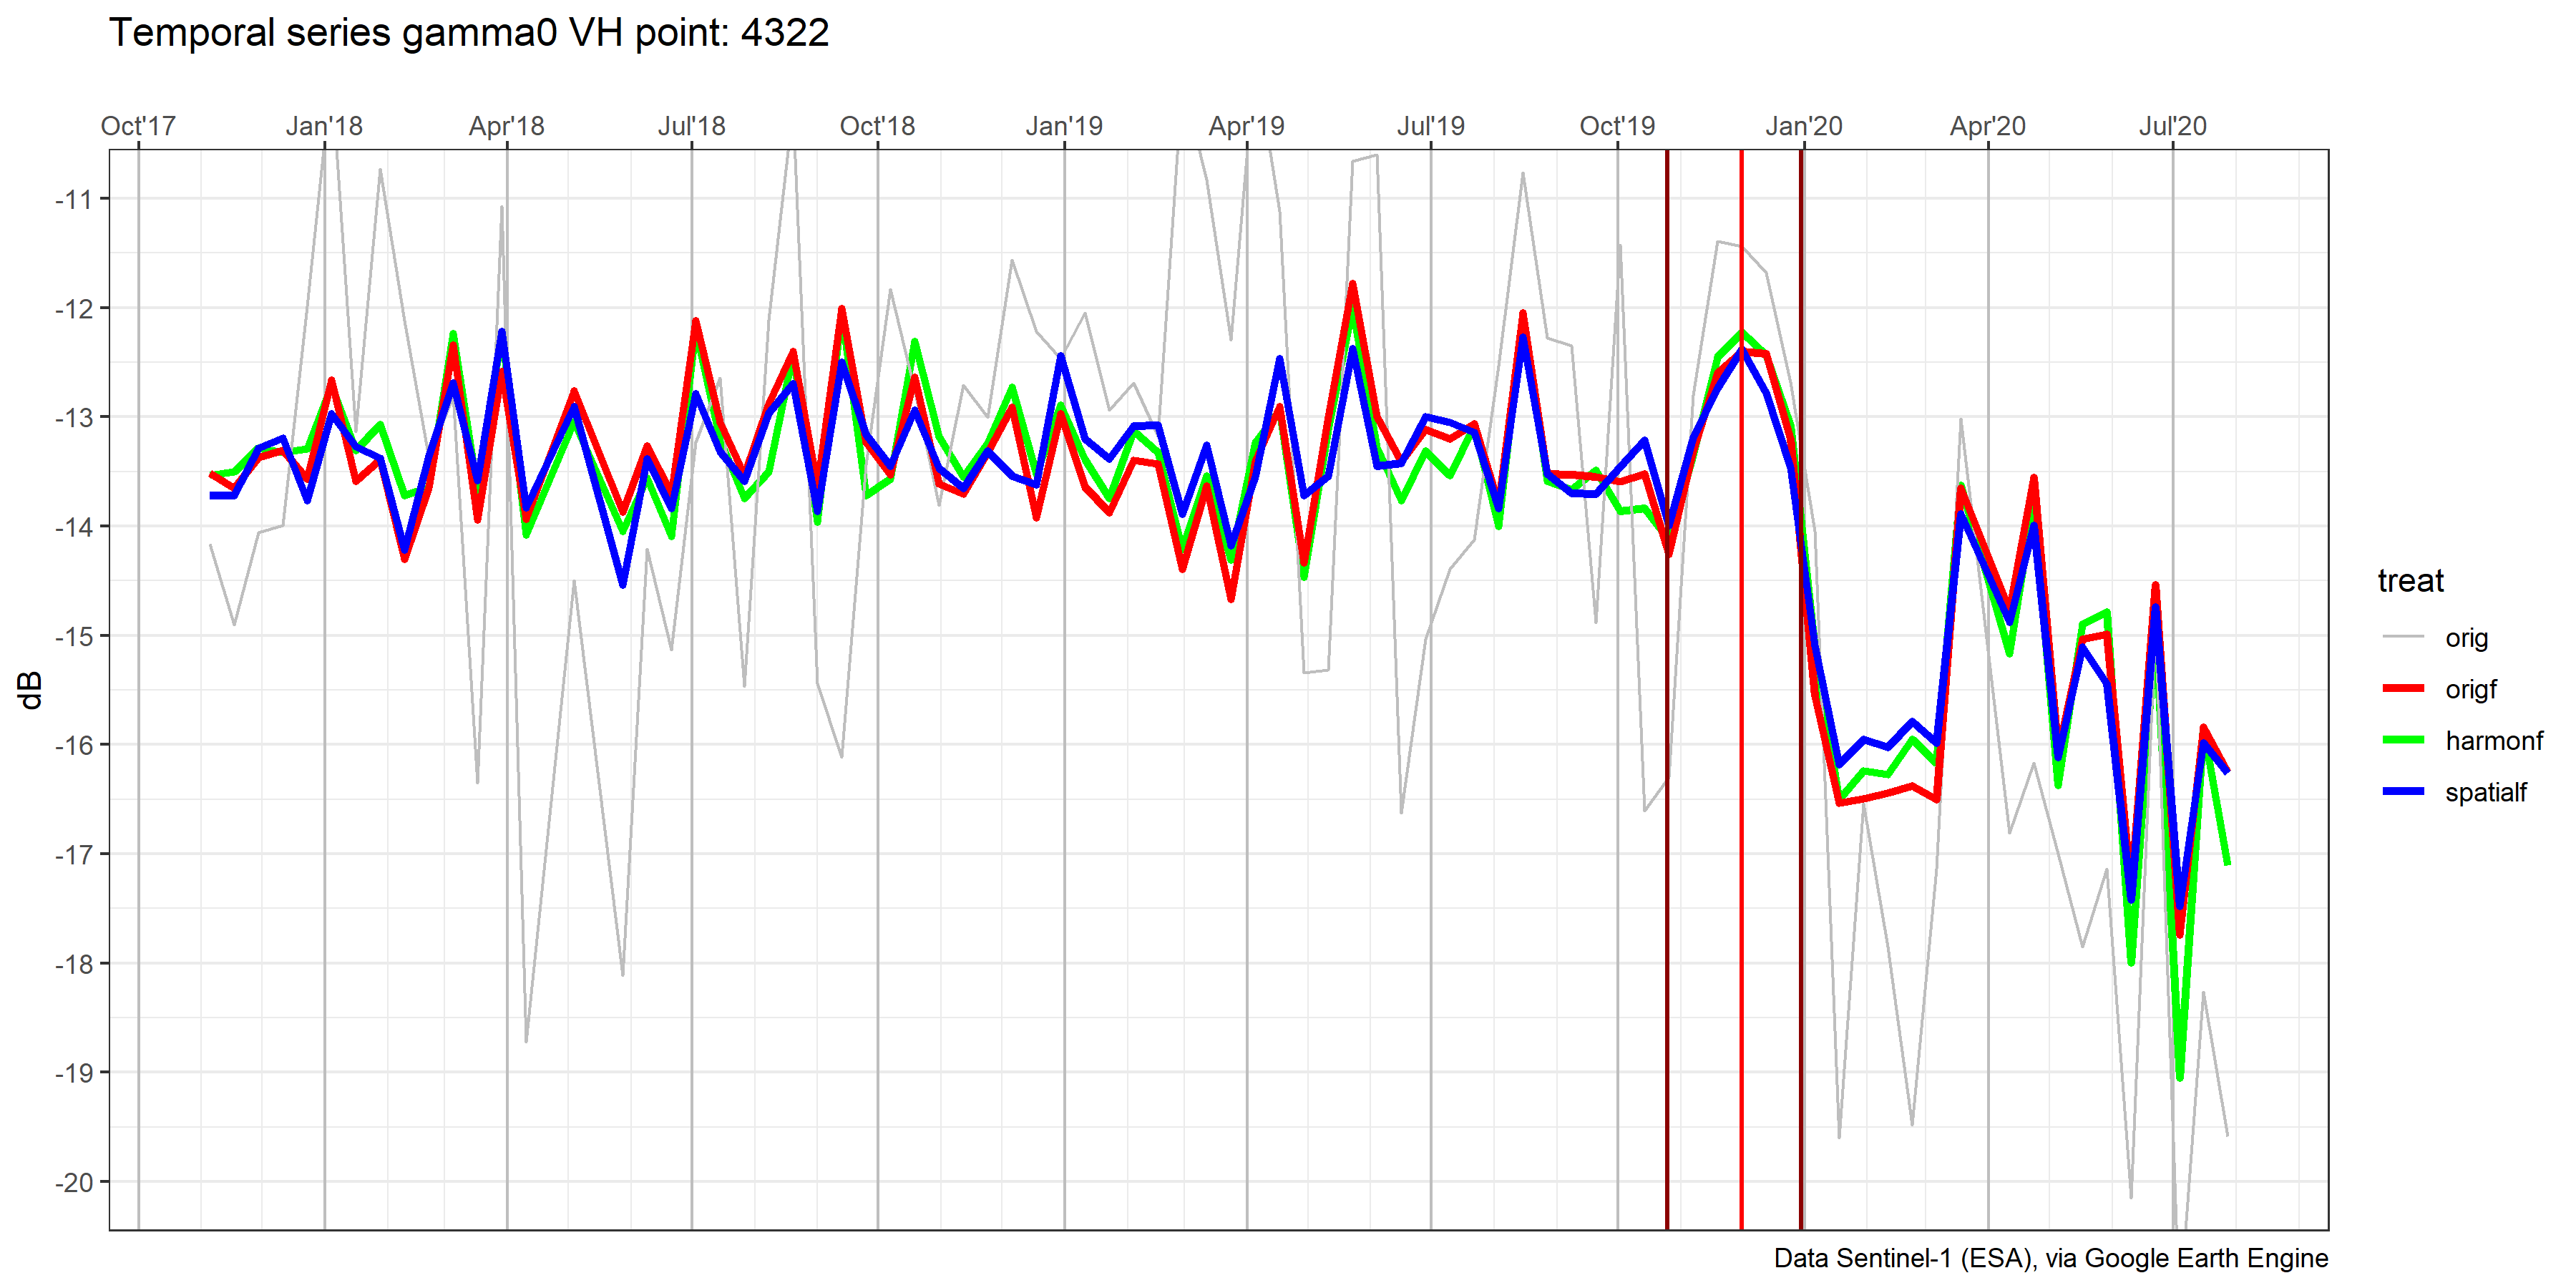 Temporal series gamma0 VH point: 4322
Oct'17 Jan'18 Apr'18 Jul'18 Oct'18 Jan'19 Apr'19 Jul'19 Oct'19 Jan'20 Apr'20 Jul'20
-11
-12
-13
-14
-15
-16
-17
-18
-19
-20
dB
treat
orig
origf
harmonf
spatialf
Data Sentinel-1 (ESA), via Google Earth Engine